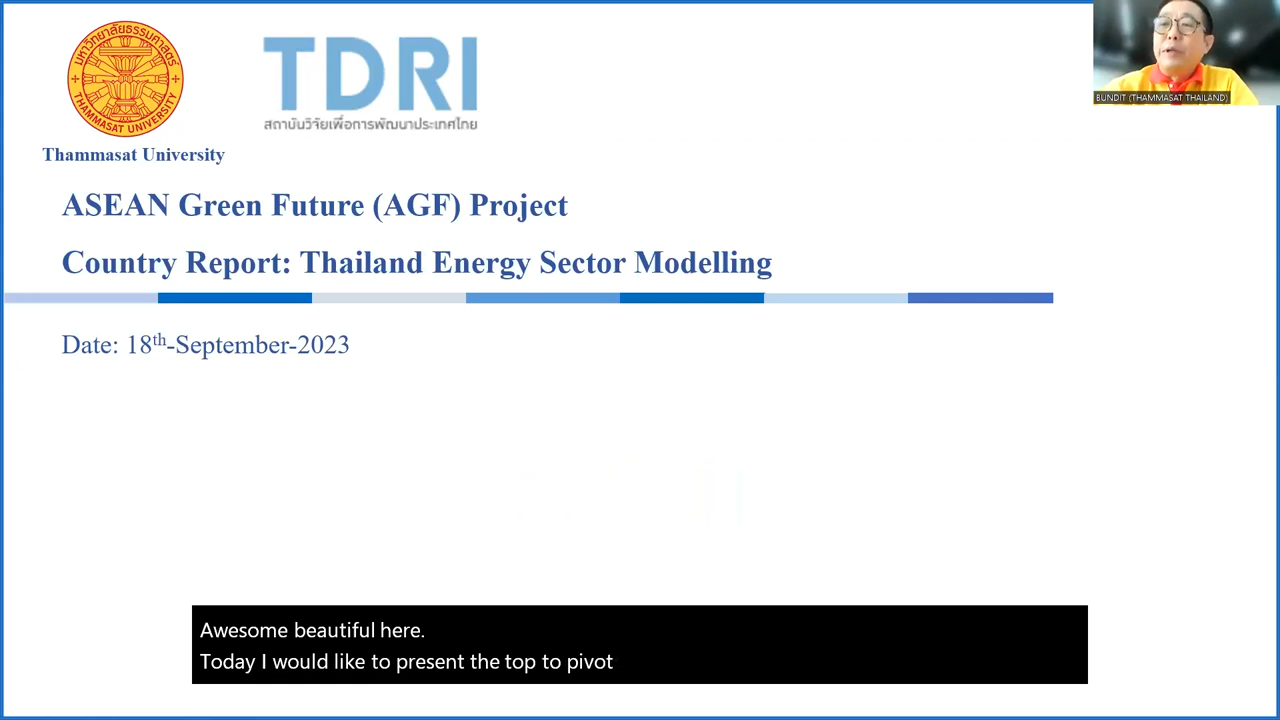 มหาวิทยาลัยธรรมศาสตร์
THAMMASAT UNIVERSITY
TDRI
สถาบันวิจัยเพื่อการพัฒนาประเทศไทย
BUNDIT (THAMMASAT THAILAND)
Thammasat University
ASEAN Green Future (AGF) Project
Country Report: Thailand Energy Sector Modelling
Date: 18th-September-2023
Awesome beautiful here.
Today I would like to present the top to pivot